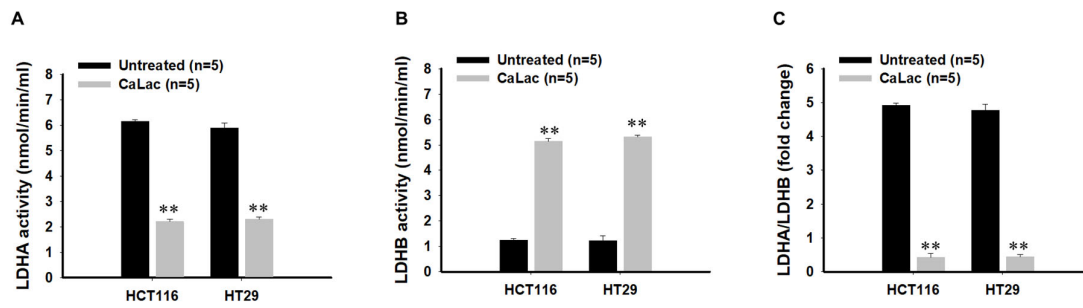 A
Untreated (n=5)
CaLac (n=5)
LDHA activity (nmol/min/ml)
8
7
6
5
4
3
2
1
0
**
**
HCT116
HT29
B
Untreated (n=5)
CaLac (n=5)
LDHB activity (nmol/min/ml)
8
7
6
5
4
3
2
1
0
**
**
HCT116
HT29
C
Untreated (n=5)
CaLac (n=5)
LDHA/LDHB (fold change)
6
5
4
3
2
1
0
**
**
HCT116
HT29